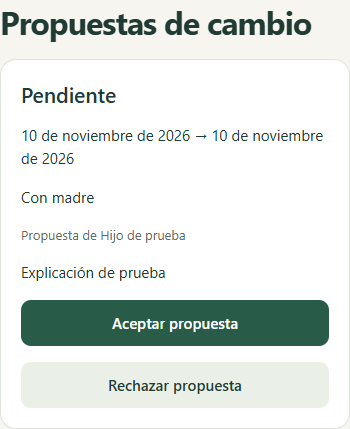 Propuestas de cambio
Pendiente
10 de noviembre de 2026 → 10 de noviembre
de 2026
Con madre
Propuesta de Hijo de prueba
Explicación de prueba
Aceptar propuesta
Rechazar propuesta